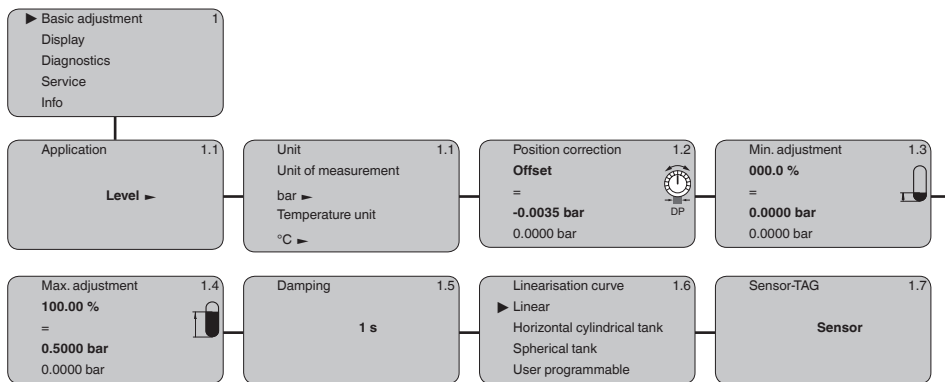 ▶ Basic adjustment 1
Display
Diagnostics
Service
Info
Application 1.1
Level ►
Unit 1.1
Unit of measurement
bar ►
Temperature unit
°C ►
Position correction 1.2
Offset
=
-0.0035 bar
0.0000 bar
DP
Min. adjustment 1.3
000.0 %
=
0.0000 bar
0.0000 bar
Max. adjustment 1.4
100.00 %
=
0.5000 bar
0.0000 bar
Damping 1.5
1 s
Linearisation curve 1.6
▶ Linear
Horizontal cylindrical tank
Spherical tank
User programmable
Sensor-TAG 1.7
Sensor